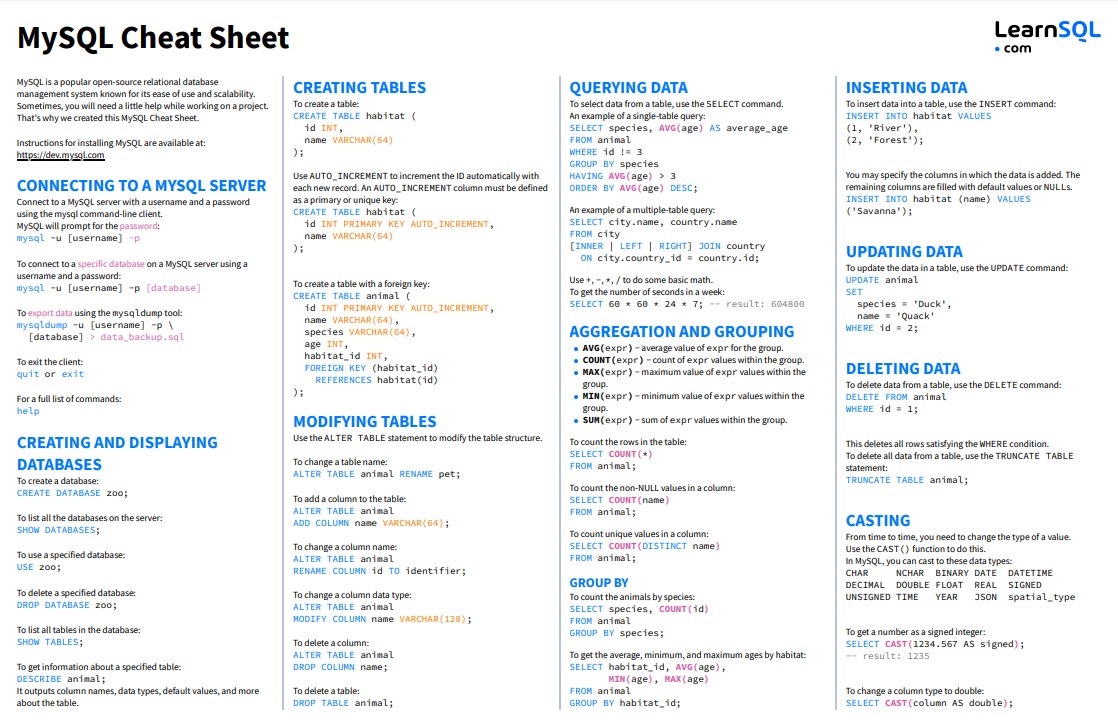 MySQL Cheat Sheet
LearnSQL
• com
MySQL is a popular open-source relational database
management system known for its ease of use and scalability.
Sometimes, you will need a little help while working on a project.
That's why we created this MySQL Cheat Sheet.
Instructions for installing MySQL are available at:
https://dev.mysql.com
CONNECTING TO A MYSQL SERVER
Connect to a MySQL server with a username and a password
using the mysql command-line client.
MySQL will prompt for the password:
mysql -u [username] -p
To connect to a specific database on a MySQL server using a
username and a password:
mysql -u [username] -p [database]
To export data using the mysqldump tool:
mysqldump -u [username] -p \
[database] > data_backup.sql
To exit the client:
quit or exit
For a full list of commands:
help
CREATING AND DISPLAYING
DATABASES
To create a database:
CREATE DATABASE zoo;
To list all the databases on the server:
SHOW DATABASES;
To use a specified database:
USE zoo;
To delete a specified database:
DROP DATABASE zoo;
To list all tables in the database:
SHOW TABLES;
To get information about a specified table:
DESCRIBE animal;
It outputs column names, data types, default values, and more
about the table.
CREATING TABLES
To create a table:
CREATE TABLE habitat (
id INT,
name VARCHAR(64)
);
Use AUTO_INCREMENT to increment the ID automatically with
each new record. An AUTO_INCREMENT column must be defined
as a primary or unique key:
CREATE TABLE habitat (
id INT PRIMARY KEY AUTO_INCREMENT,
name VARCHAR(64)
);
To create a table with a foreign key:
CREATE TABLE animal (
id INT PRIMARY KEY AUTO_INCREMENT,
name VARCHAR(64),
species VARCHAR(64),
age INT,
habitat_id INT,
FOREIGN KEY (habitat_id)
REFERENCES habitat(id)
);
MODIFYING TABLES
Use the ALTER TABLE statement to modify the table structure.
To change a table name:
ALTER TABLE animal RENAME pet;
To add a column to the table:
ALTER TABLE animal
ADD COLUMN name VARCHAR(64);
To change a column name:
ALTER TABLE animal
RENAME COLUMN id TO identifier;
To change a column data type:
ALTER TABLE animal
MODIFY COLUMN name VARCHAR(128);
To delete a column:
ALTER TABLE animal
DROP COLUMN name;
To delete a table:
DROP TABLE animal;
QUERYING DATA
To select data from a table, use the SELECT command.
An example of a single-table query:
SELECT species, AVG(age) AS average_age
FROM animal
WHERE id != 3
GROUP BY species
HAVING AVG(age) > 3
ORDER BY AVG(age) DESC;
An example of a multiple-table query:
SELECT city.name, country.name
FROM city
[INNER | LEFT | RIGHT] JOIN country
ON city.country_id = country.id;
Use +, -, *, / to do some basic math.
To get the number of seconds in a week:
SELECT 60 * 60 * 24 * 7; -- result: 604800
AGGREGATION AND GROUPING
• AVG(expr) – average value of expr for the group.
• COUNT(expr) – count of expr values within the group.
• MAX(expr) – maximum value of expr values within the
group.
• MIN(expr) – minimum value of expr values within the
group.
• SUM(expr) – sum of expr values within the group.
To count the rows in the table:
SELECT COUNT(*)
FROM animal;
To count the non-NULL values in a column:
SELECT COUNT(name)
FROM animal;
To count unique values in a column:
SELECT COUNT(DISTINCT name)
FROM animal;
GROUP BY
To count the animals by species:
SELECT species, COUNT(id)
FROM animal
GROUP BY species;
To get the average, minimum, and maximum ages by habitat:
SELECT habitat_id, AVG(age),
MIN(age), MAX(age)
FROM animal
GROUP BY habitat_id;
INSERTING DATA
To insert data into a table, use the INSERT command:
INSERT INTO habitat VALUES
(1, 'River'),
(2, 'Forest');
You may specify the columns in which the data is added. The
remaining columns are filled with default values or NULLs.
INSERT INTO habitat (name) VALUES
('Savanna');
UPDATING DATA
To update the data in a table, use the UPDATE command:
UPDATE animal
SET
species = 'Duck',
name = 'Quack'
WHERE id = 2;
DELETING DATA
To delete data from a table, use the DELETE command:
DELETE FROM animal
WHERE id = 1;
This deletes all rows satisfying the WHERE condition.
To delete all data from a table, use the TRUNCATE TABLE
statement:
TRUNCATE TABLE animal;
CASTING
From time to time, you need to change the type of a value.
Use the CAST() function to do this.
In MySQL, you can cast to these data types:
CHAR NCHAR BINARY DATE DATETIME
DECIMAL DOUBLE FLOAT REAL SIGNED
UNSIGNED TIME YEAR JSON spatial_type
To get a number as a signed integer:
SELECT CAST(1234.567 AS signed);
-- result: 1235
To change a column type to double:
SELECT CAST(column AS double);